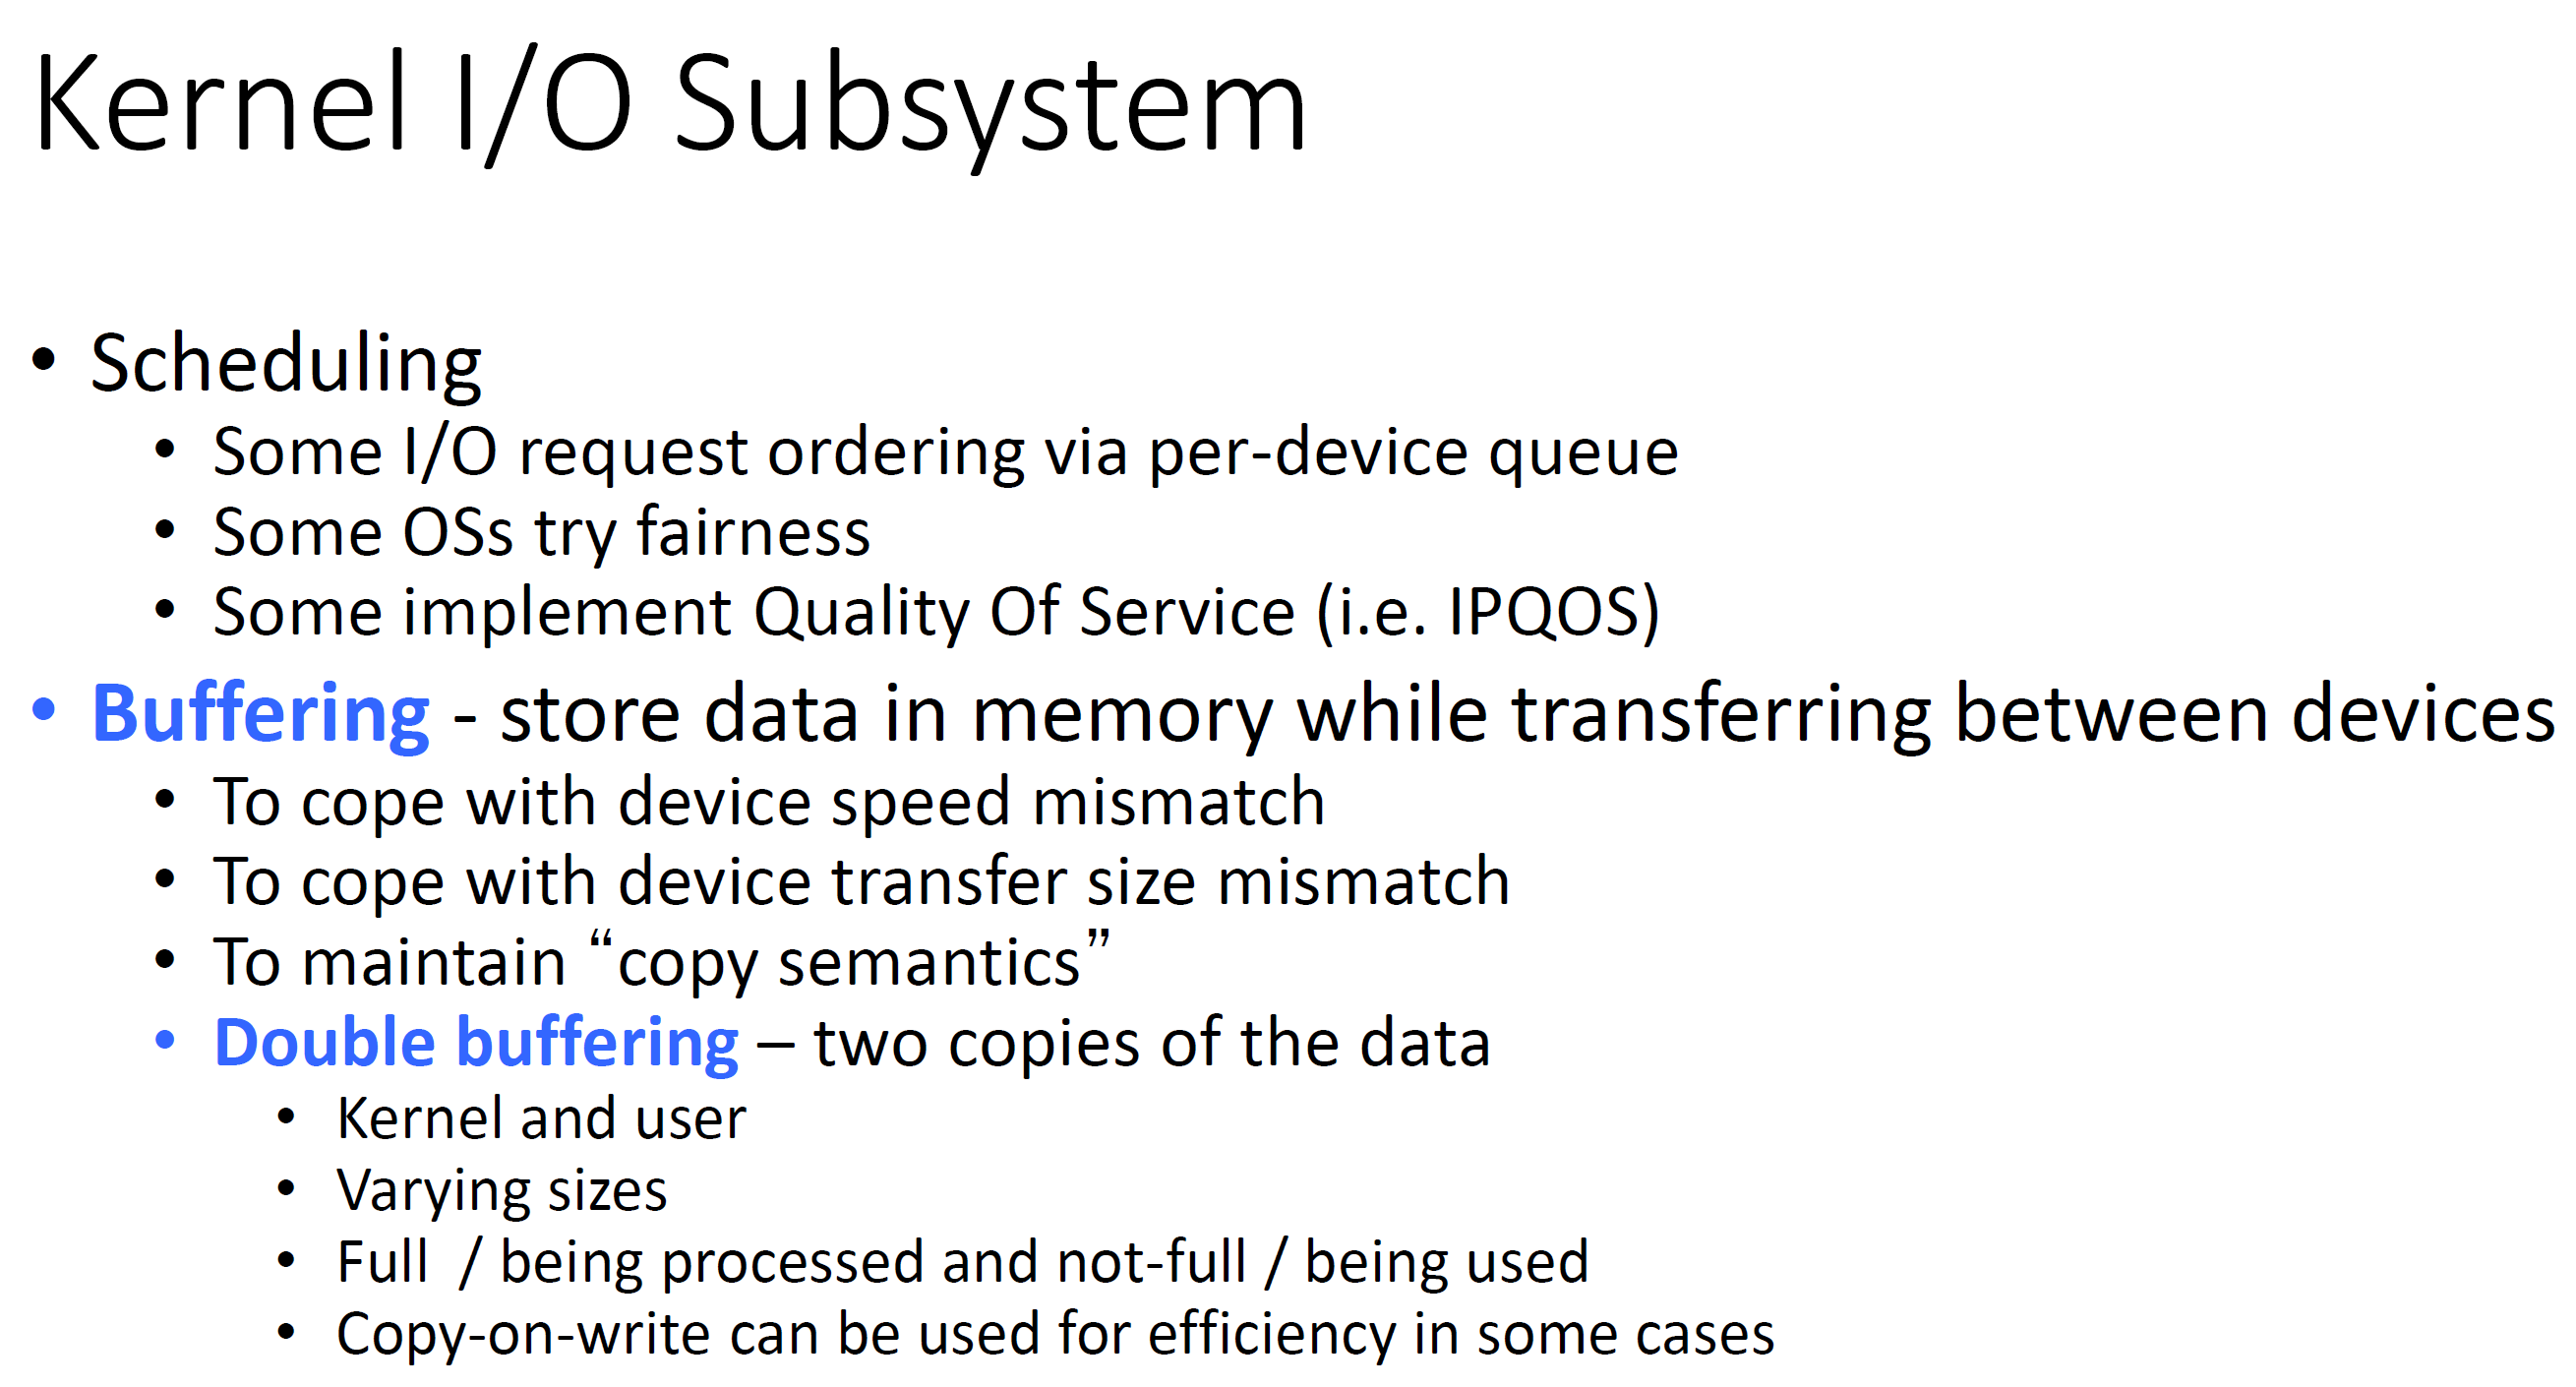 Kernel I/O Subsystem
• Scheduling
• Some I/O request ordering via per-device queue
• Some OSs try fairness
• Some implement Quality Of Service (i.e. IPQOS)
• Buffering - store data in memory while transferring between devices
• To cope with device speed mismatch
• To cope with device transfer size mismatch
• To maintain “copy semantics”
• Double buffering – two copies of the data
• Kernel and user
• Varying sizes
• Full / being processed and not-full / being used
• Copy-on-write can be used for efficiency in some cases